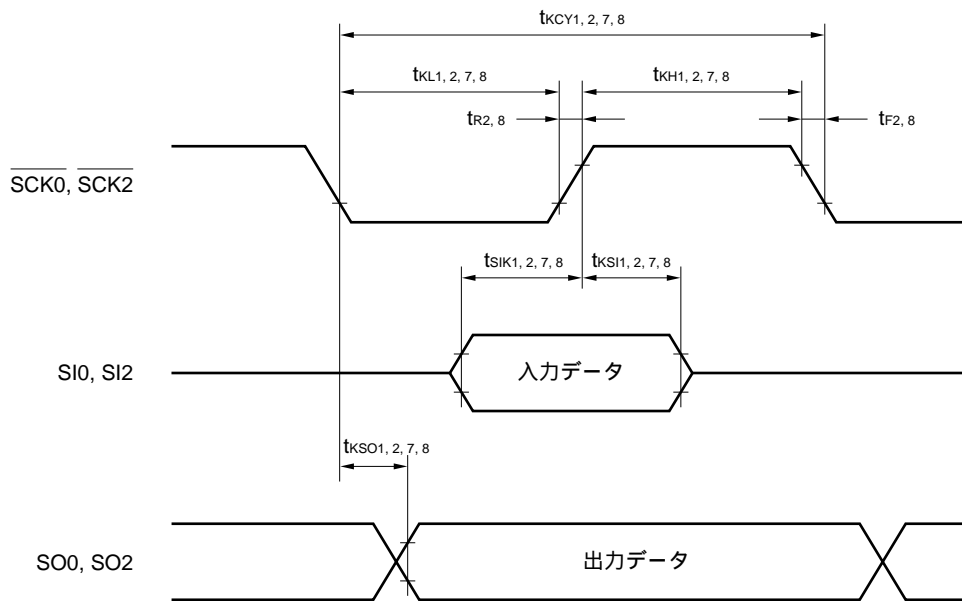 tKCY1, 2, 7, 8
tKL1, 2, 7, 8
tKH1, 2, 7, 8
tR2, 8
tF2, 8
SCK0, SCK2
tSIK1, 2, 7, 8
tKSI1, 2, 7, 8
SI0, SI2
入力データ
tKSO1, 2, 7, 8
SO0, SO2
出力データ